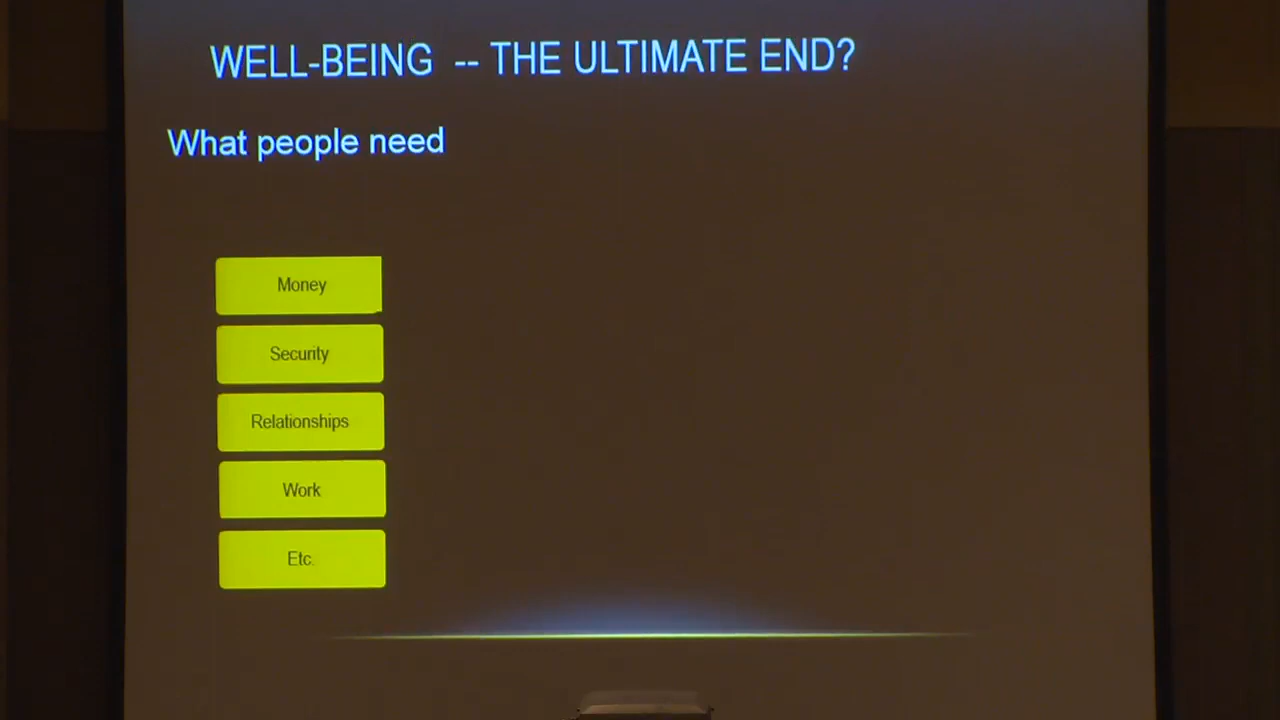 WELL-BEING -- THE ULTIMATE END?
What people need
Money
Security
Relationships
Work
Etc.